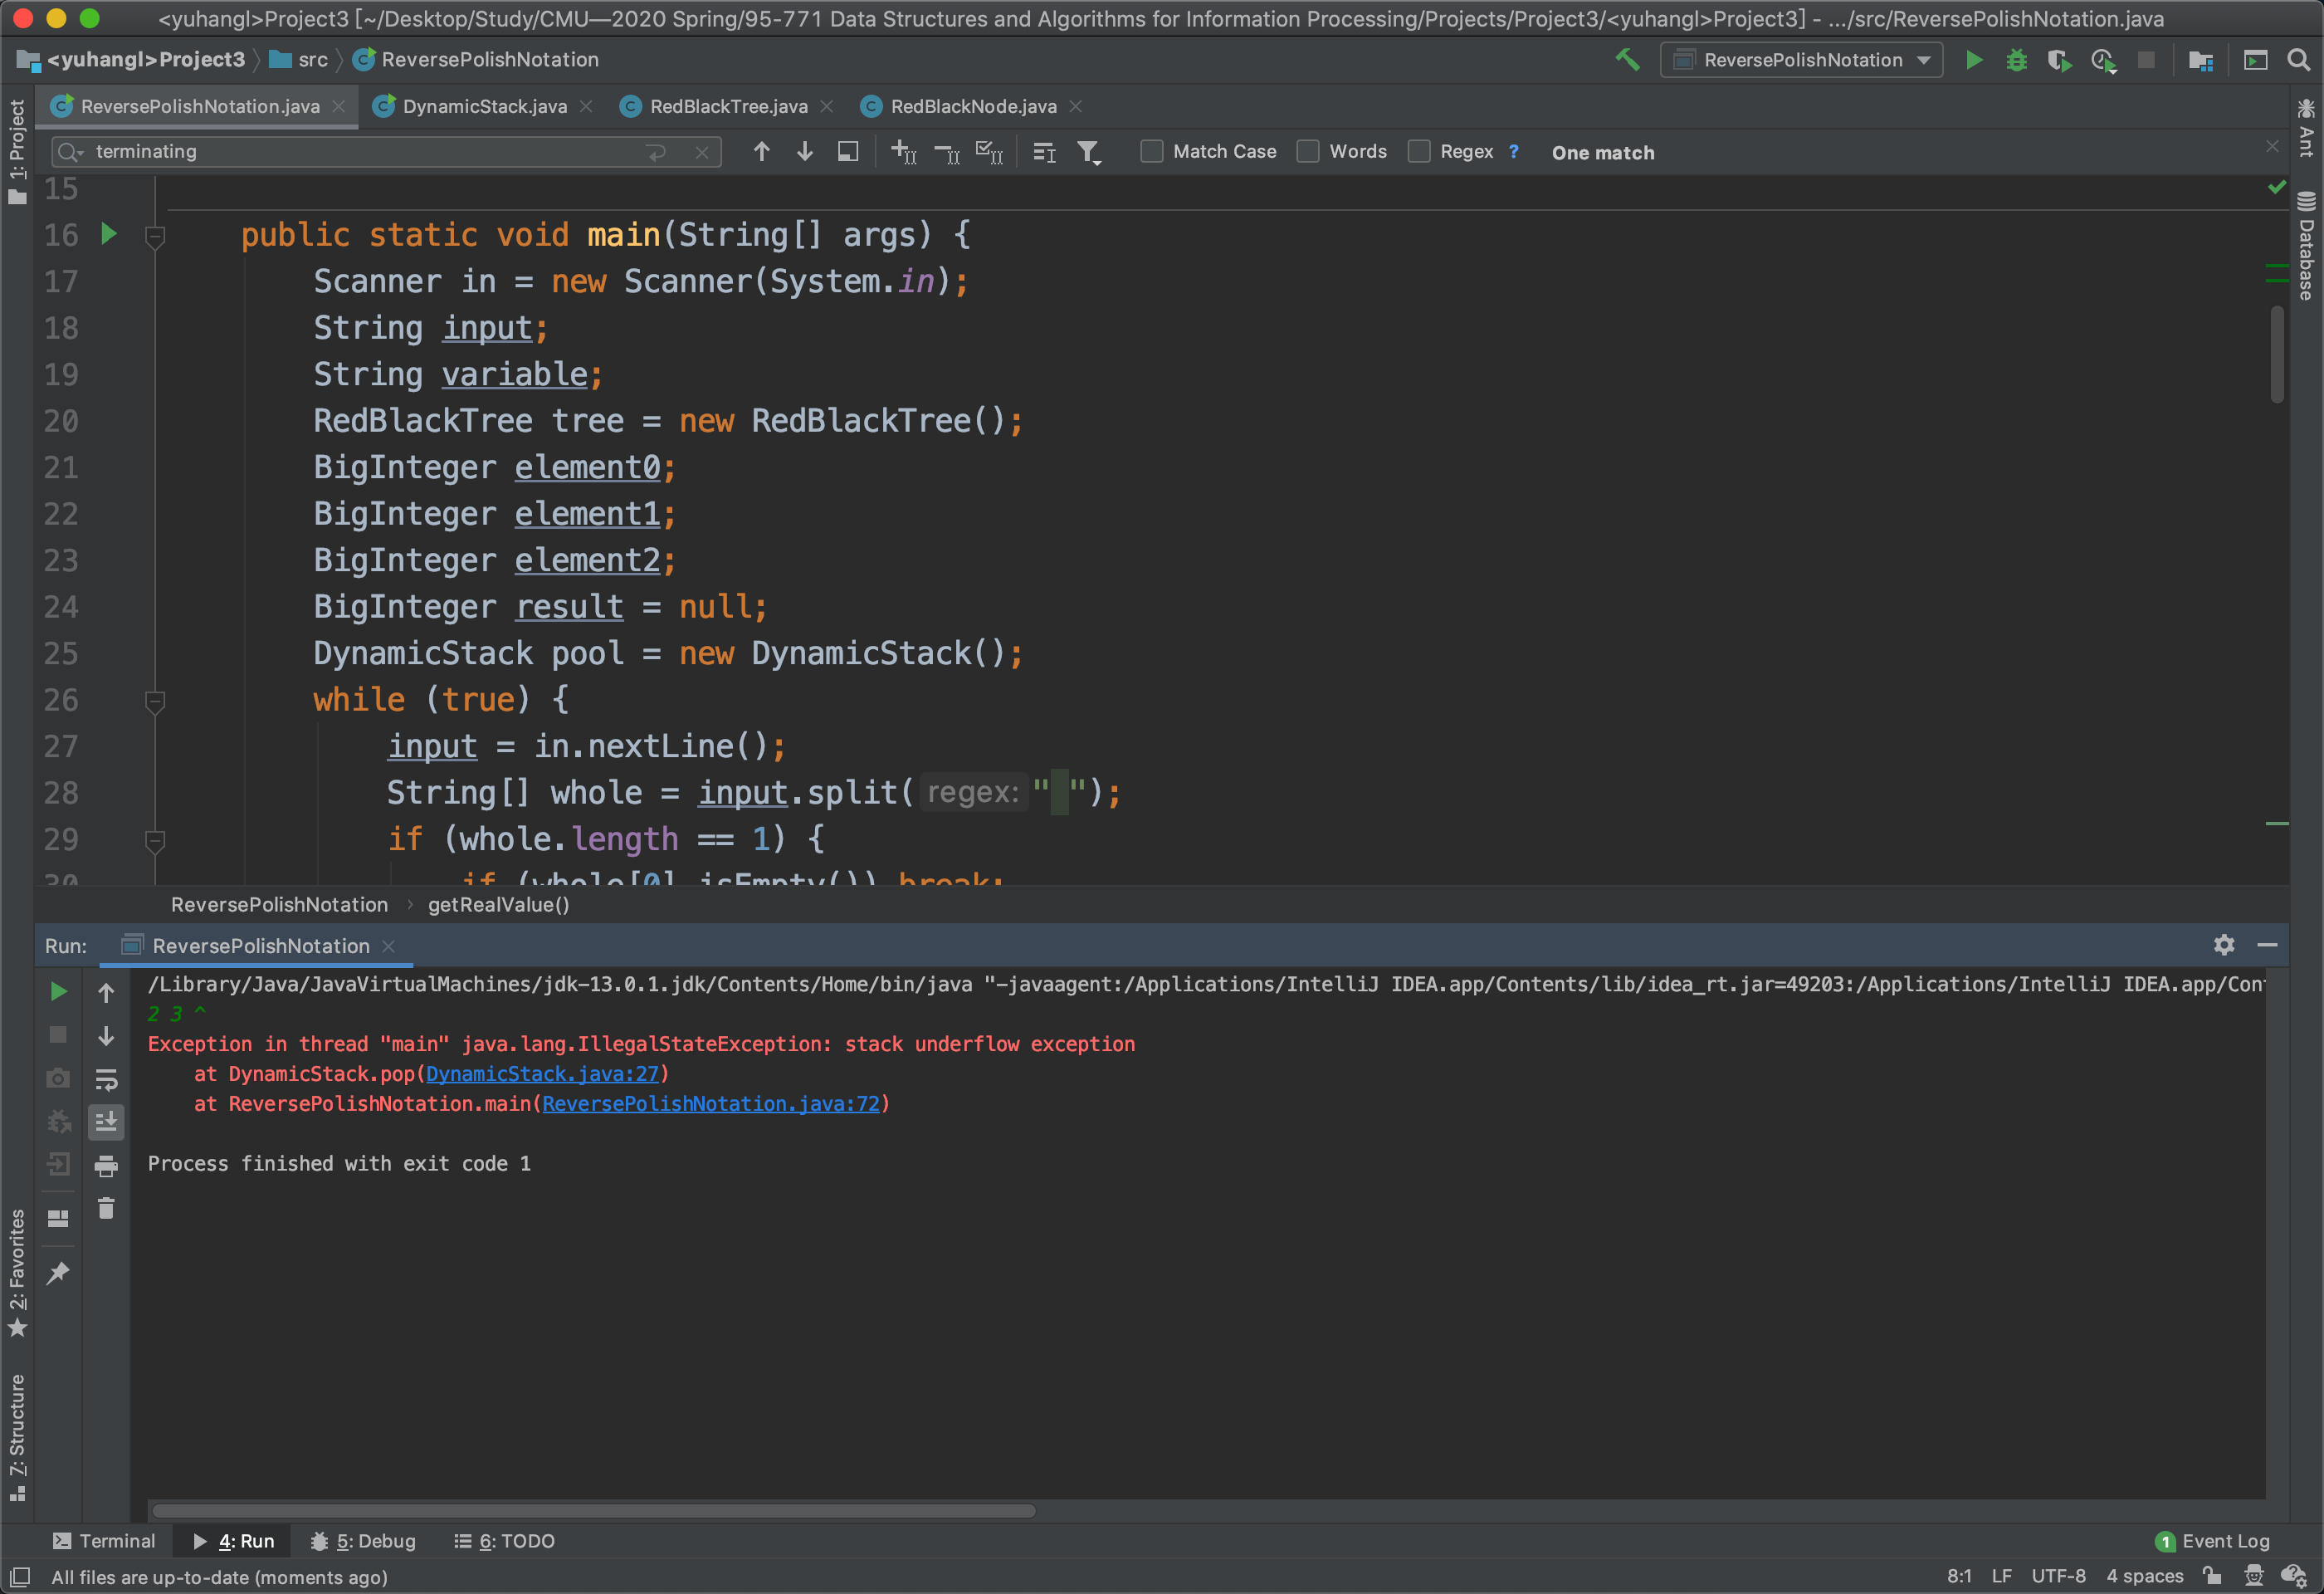 <yuhangl>Project3 [~/Desktop/Study/CMU—2020 Spring/95-771 Data Structures and Algorithms for Information Processing/Projects/Project3/<yuhangl>Project3] - .../src/ReversePolishNotation.java
<yuhangl>Project3 src ReversePolishNotation ReversePolishNotation
ReversePolishNotation.java DynamicStack.java RedBlackTree.java RedBlackNode.java
1: Project
Ant
Database
terminating Match Case Words Regex ? One match
15
16 public static void main(String[] args) {
17 Scanner in = new Scanner(System.in);
18 String input;
19 String variable;
20 RedBlackTree tree = new RedBlackTree();
21 BigInteger element0;
22 BigInteger element1;
23 BigInteger element2;
24 BigInteger result = null;
25 DynamicStack pool = new DynamicStack();
26 while (true) {
27 input = in.nextLine();
28 String[] whole = input.split( regex: " ");
29 if (whole.length == 1) {
30 if (whole[0].isEmpty()) break;
ReversePolishNotation › getRealValue()
Run: ReversePolishNotation
/Library/Java/JavaVirtualMachines/jdk-13.0.1.jdk/Contents/Home/bin/java "-javaagent:/Applications/IntelliJ IDEA.app/Contents/lib/idea_rt.jar=49203:/Applications/IntelliJ IDEA.app/Con
2 3 ^
Exception in thread "main" java.lang.IllegalStateException: stack underflow exception
at DynamicStack.pop(DynamicStack.java:27)
at ReversePolishNotation.main(ReversePolishNotation.java:72)
Process finished with exit code 1
2: Favorites
Z: Structure
Terminal 4: Run 5: Debug 6: TODO 1 Event Log
All files are up-to-date (moments ago) 8:1 LF UTF-8 4 spaces